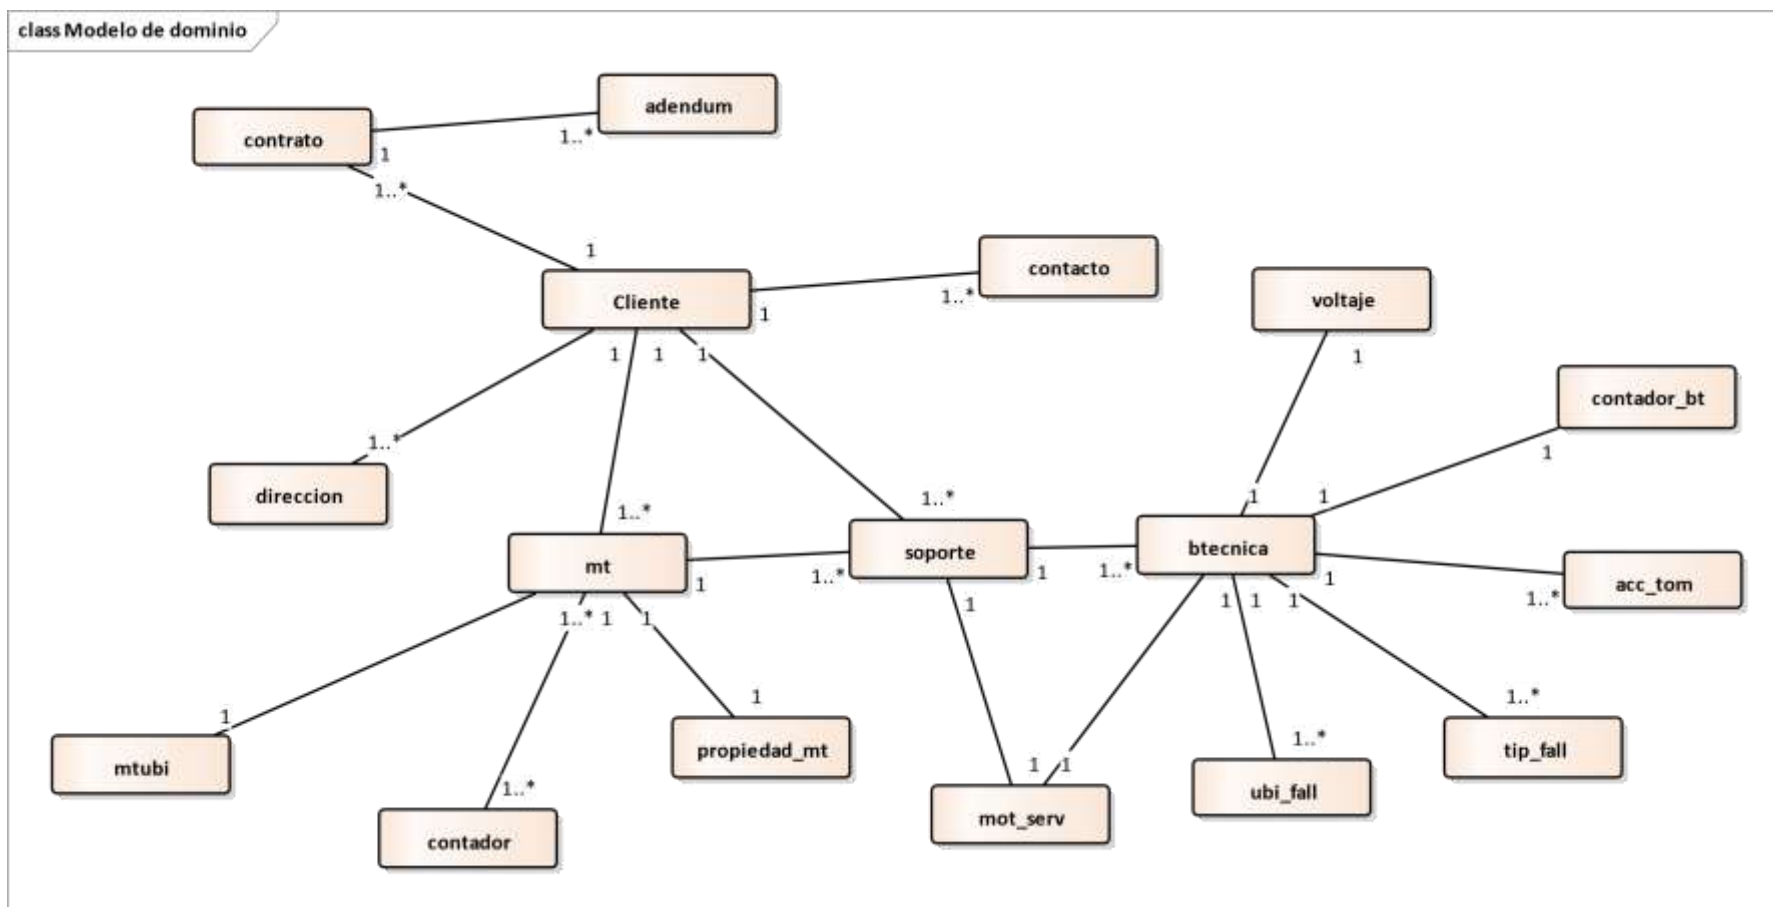 class Modelo de dominio
adendum
contrato
1..*
1
1..*
1
contacto
1..*
Cliente
1
voltaje
1 1 1
1
contador_bt
1..*
1
direccion
1..*
1..*
1
1
soporte
btecnica
mt
1..*
1
1
1..*
1
acc_tom
1..*
1..* 1
1
1
1
1
1
1..*
1
1
mtubi
propiedad_mt
1..*
tip_fall
1
1
1..*
ubi_fall
mot_serv
contador